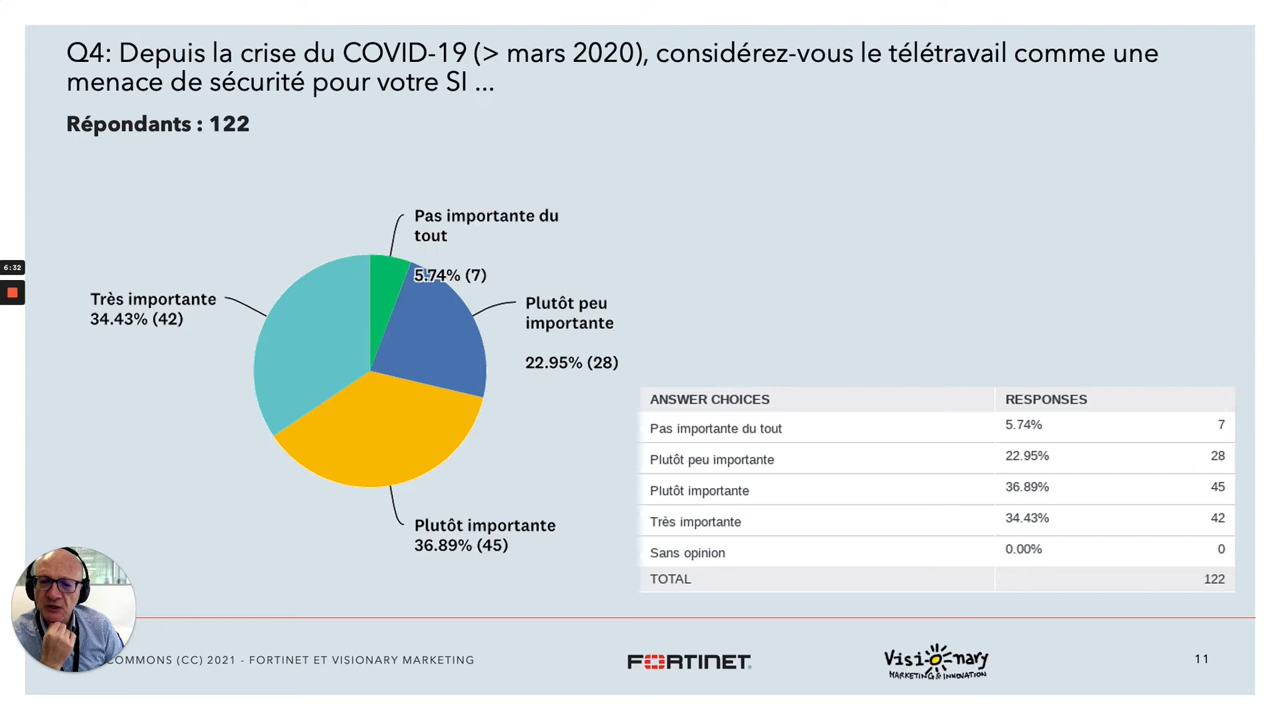 Q4: Depuis la crise du COVID-19 (> mars 2020), considérez-vous le télétravail comme une
menace de sécurité pour votre SI ...
Répondants : 122
Pas importante du
tout
5.74% (7)
Plutôt peu
importante
22.95% (28)
Très importante
34.43% (42)
Plutôt importante
36.89% (45)
6:32
ANSWER CHOICES RESPONSES
Pas importante du tout 5.74% 7
Plutôt peu importante 22.95% 28
Plutôt importante 36.89% 45
Très importante 34.43% 42
Sans opinion 0.00% 0
TOTAL 122
COMMONS (CC) 2021 - FORTINET ET VISIONARY MARKETING
FORTINET
Visionary
MARKETING & INNOVATION
11